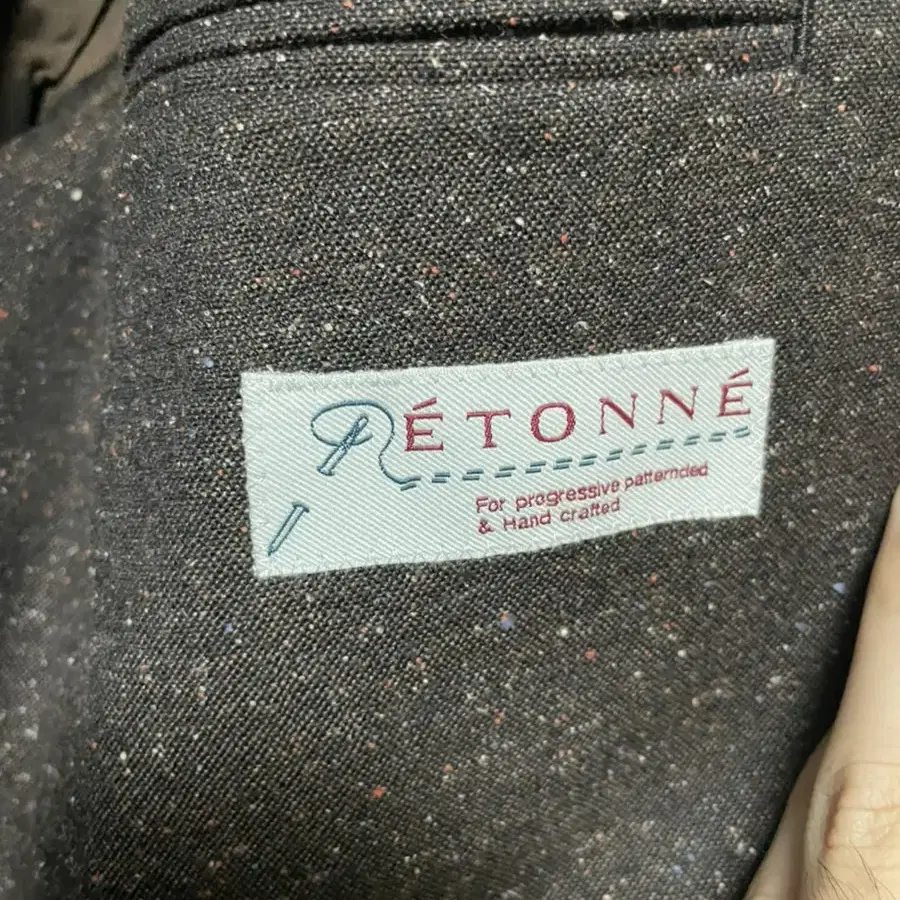 RÉTONNÉ
For progressive patternded
& Hand crafted